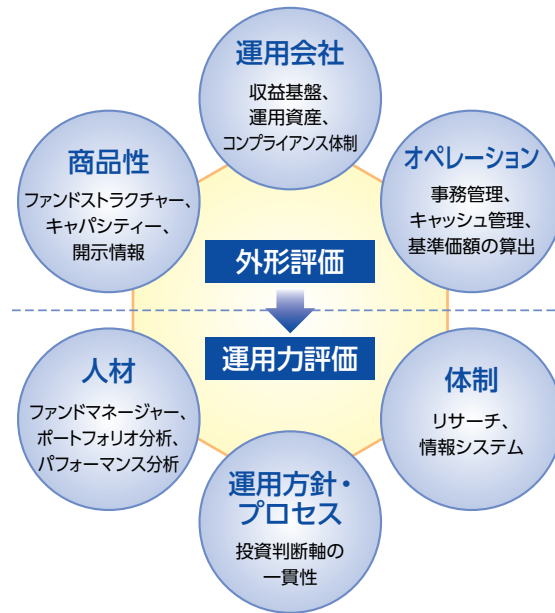 運用会社
収益基盤、
運用資産、
コンプライアンス体制
商品性
ファンドストラクチャー、
キャパシティー、
開示情報
オペレーション
事務管理、
キャッシュ管理、
基準価額の算出
外形評価
運用力評価
人材
ファンドマネージャー、
ポートフォリオ分析、
パフォーマンス分析
体制
リサーチ、
情報システム
運用方針・
プロセス
投資判断軸の
一貫性